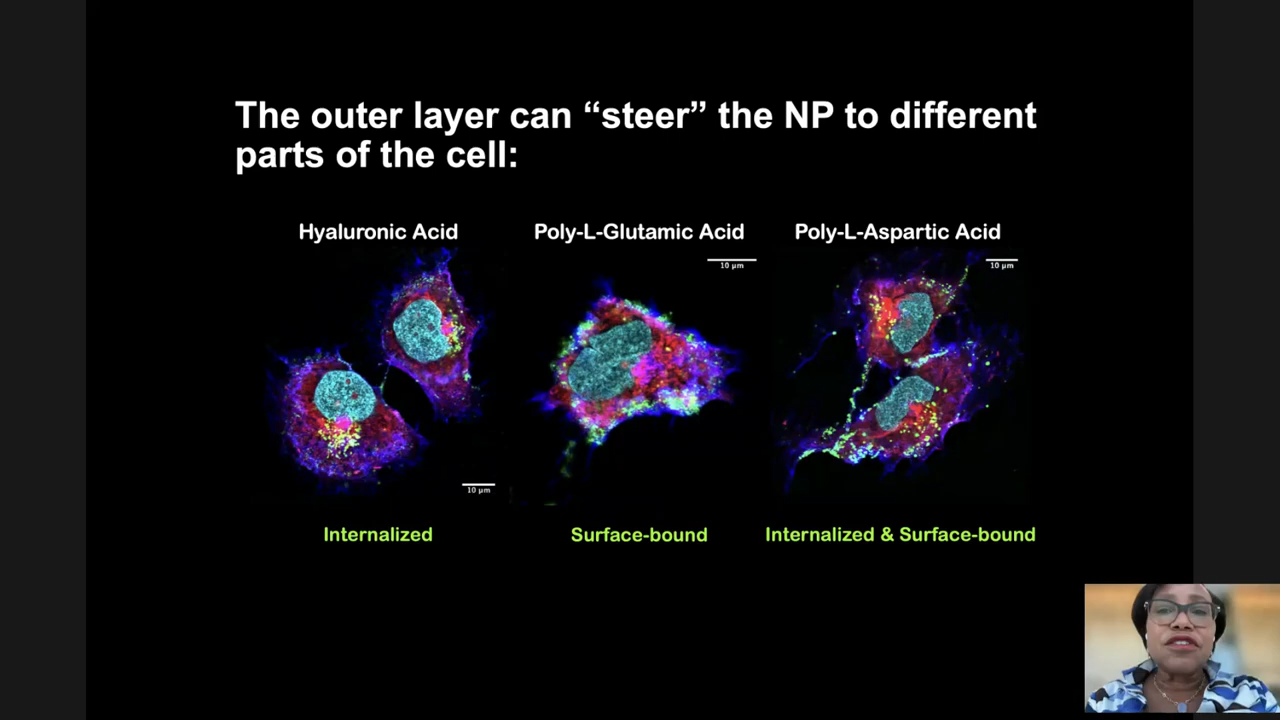 The outer layer can “steer” the NP to different
parts of the cell:
Hyaluronic Acid
Poly-L-Glutamic Acid
Poly-L-Aspartic Acid
10 µm
10 µm
10 µm
Internalized
Surface-bound
Internalized & Surface-bound